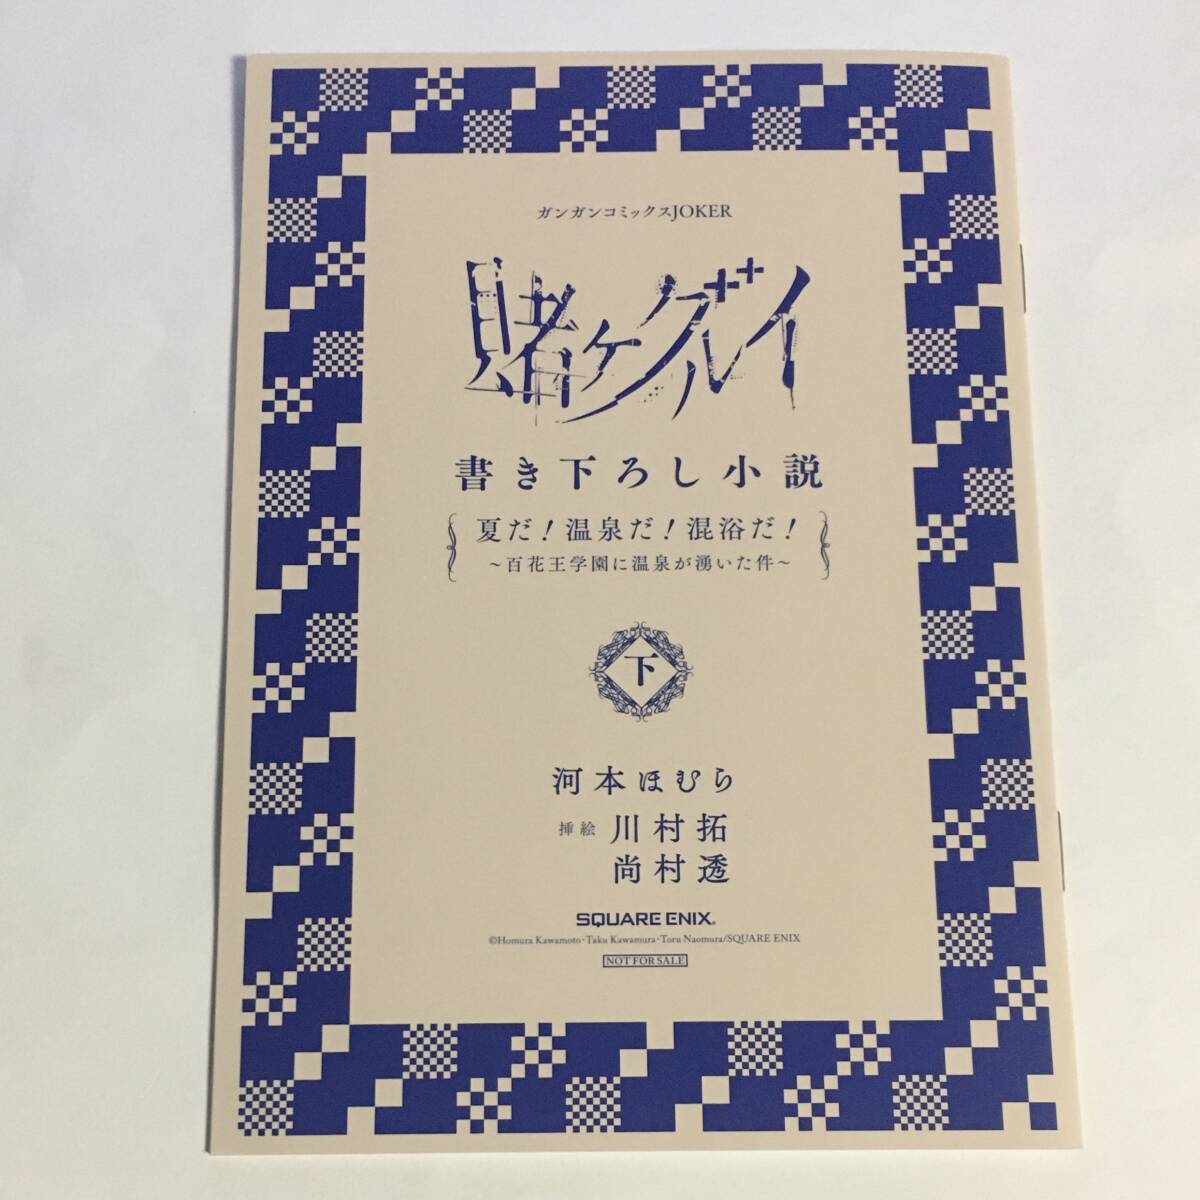 ガンガンコミックスJOKER
賭ケグルイ
書き下ろし小説
夏だ！温泉だ！混浴だ！
～百花王学園に温泉が湧いた件～
下
河本ほむら
挿絵 川村拓
尚村透
SQUARE ENIX®
©Homura Kawamoto・Taku Kawamura・Toru Naomura/SQUARE ENIX
NOT FOR SALE